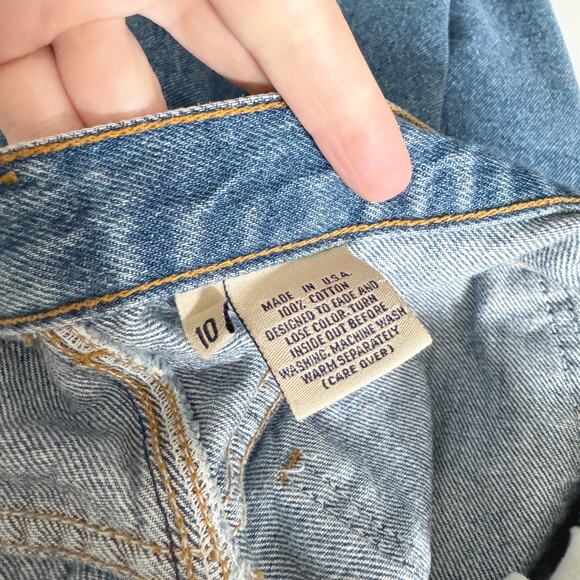 10
MADE IN U.S.A.
100% COTTON
DESIGNED TO FADE AND
LOSE COLOR. TURN
INSIDE OUT BEFORE
WASHING. MACHINE WASH
WARM SEPARATELY
(CARE OVER)